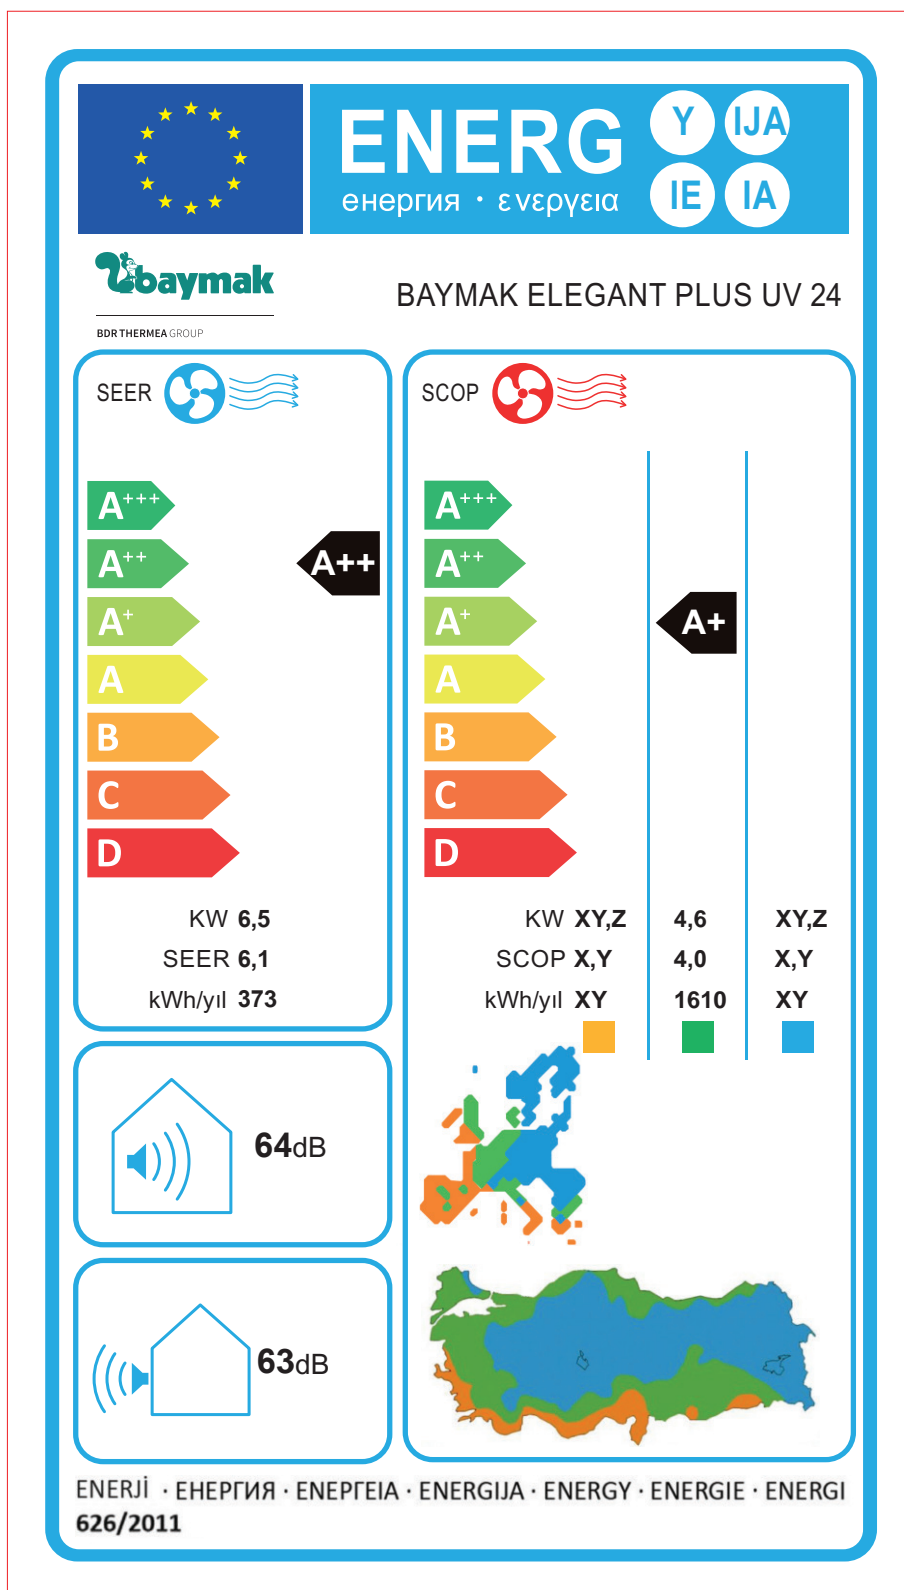 ENERG
Y IJA
IE IA
енергия · ενεργεια
baymak
BDR THERMEA GROUP
BAYMAK ELEGANT PLUS UV 24
SEER
A+++
A++
A+
A
B
C
D
A++
KW 6,5
SEER 6,1
kWh/yıl 373
SCOP
A+++
A++
A+
A
B
C
D
A+
KW XY,Z 4,6 XY,Z
SCOP X,Y 4,0 X,Y
kWh/yıl XY 1610 XY
64dB
63dB
ENERJİ · ЕНЕРГИЯ · ΕΝΕΡΓΕΙΑ · ENERGIJA · ENERGY · ENERGIE · ENERGI
626/2011